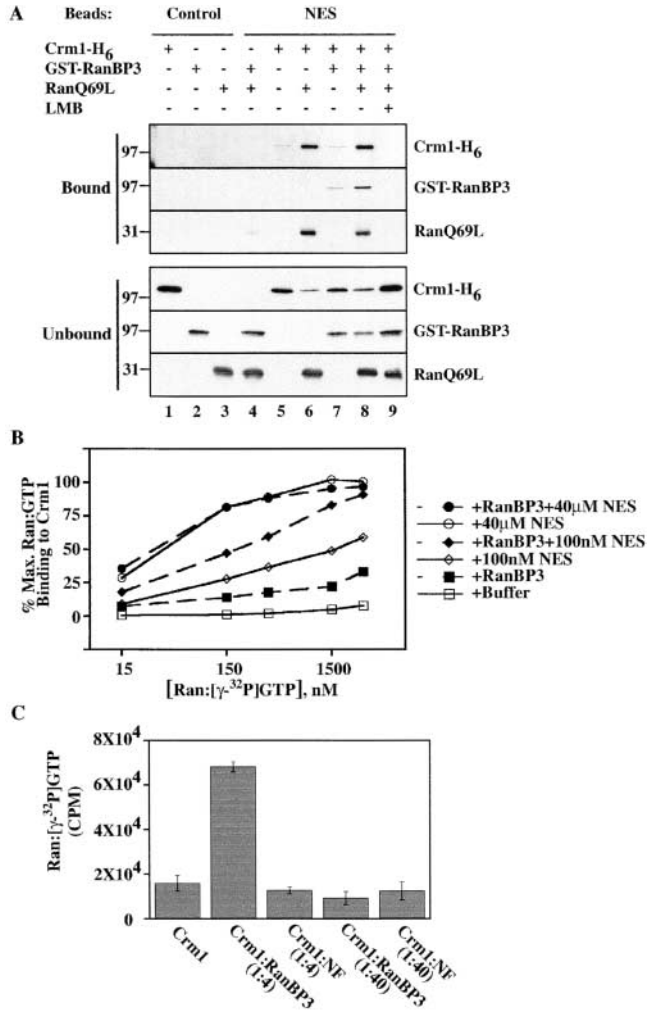 A Beads: Control NES
Crm1-H6 + - - - + + + + +
GST-RanBP3 - + - + - - + + +
RanQ69L - - + + - + - + +
LMB - - - - - - - - +
97 Crm1-H6
Bound 97 GST-RanBP3
31 RanQ69L
97 Crm1-H6
Unbound 97 GST-RanBP3
31 RanQ69L
1 2 3 4 5 6 7 8 9
B
% Max. Ran:GTP
Binding to Crm1
100
75
50
25
0
15 150 1500
[Ran:[γ-32P]GTP], nM
+RanBP3+40μM NES
+40μM NES
+RanBP3+100nM NES
+100nM NES
+RanBP3
+Buffer
C
Ran:[γ-32P]GTP
(CPM)
8X10^4
6X10^4
4X10^4
2X10^4
0
Crm1
Crm1:RanBP3
(1:4)
Crm1:NF
(1:4)
Crm1:RanBP3
(1:40)
Crm1:NF
(1:40)